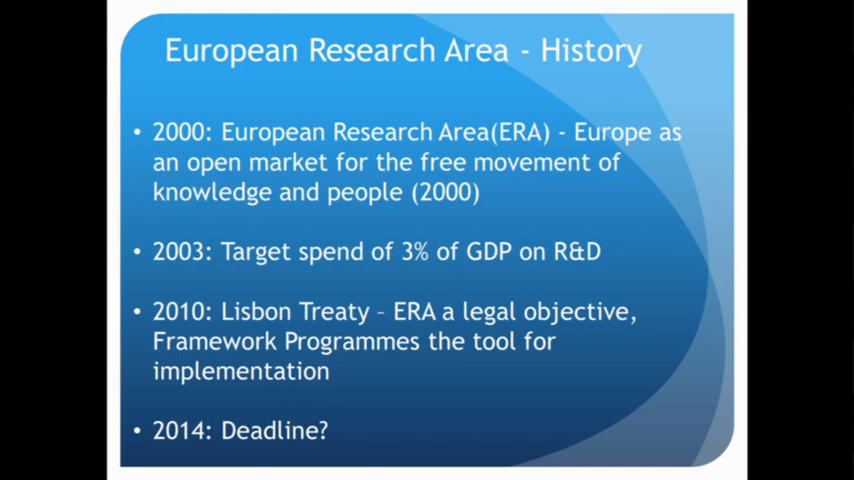 European Research Area - History
• 2000: European Research Area(ERA) - Europe as
an open market for the free movement of
knowledge and people (2000)
• 2003: Target spend of 3% of GDP on R&D
• 2010: Lisbon Treaty – ERA a legal objective,
Framework Programmes the tool for
implementation
• 2014: Deadline?